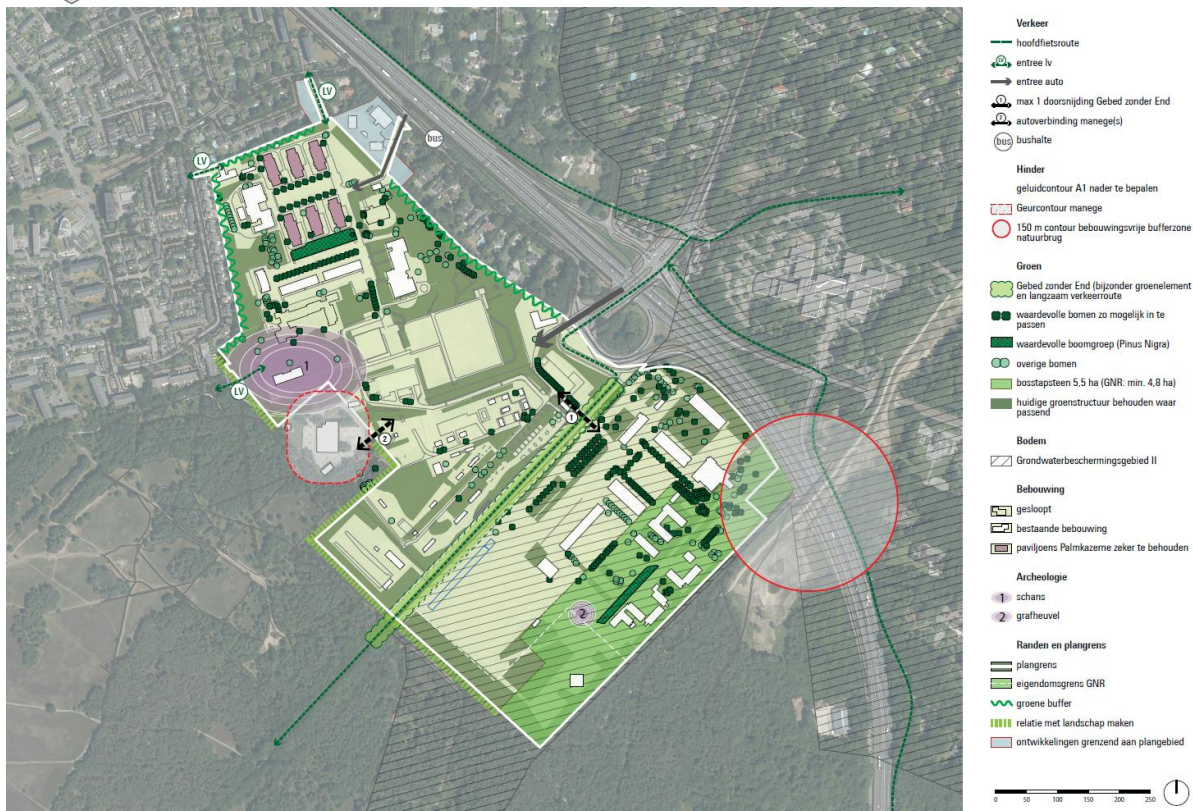 LV
LV
bus
1
LV
2
1
2
Verkeer
hoofdfietsroute
LV
entree lv
entree auto
1
max 1 doorsnijding Gebed zonder End
2
autoverbinding manege(s)
bus
bushalte
Hinder
geluidcontour A1 nader te bepalen
Geurcontour manege
150 m contour bebouwingsvrije bufferzone
natuurbrug
Groen
Gebed zonder End (bijzonder groenelement
en langzaam verkeerroute
waardevolle bomen zo mogelijk in te
passen
waardevolle boomgroep (Pinus Nigra)
overige bomen
bosstapsteen 5,5 ha (GNR: min. 4,8 ha)
huidige groenstructuur behouden waar
passend
Bodem
Grondwaterbeschermingsgebied II
Bebouwing
gesloopt
bestaande bebouwing
paviljoens Palmkazerne zeker te behouden
Archeologie
1
schans
2
grafheuvel
Randen en plangrens
plangrens
eigendomsgrens GNR
groene buffer
relatie met landschap maken
ontwikkelingen grenzend aan plangebied
0 50 100 150 200 250